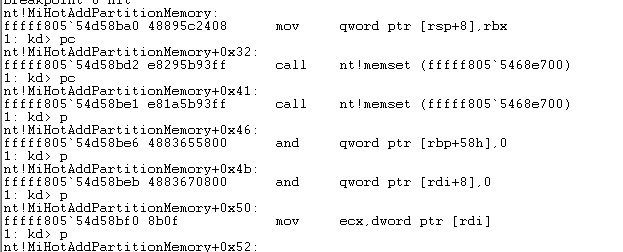 breakpoint 0 hit
nt!MiHotAddPartitionMemory:
fffff805`54d58ba0 48895c2408 mov qword ptr [rsp+8],rbx
1: kd> pc
nt!MiHotAddPartitionMemory+0x32:
fffff805`54d58bd2 e8295b93ff call nt!memset (fffff805`5468e700)
1: kd> pc
nt!MiHotAddPartitionMemory+0x41:
fffff805`54d58be1 e81a5b93ff call nt!memset (fffff805`5468e700)
1: kd> p
nt!MiHotAddPartitionMemory+0x46:
fffff805`54d58be6 4883655800 and qword ptr [rbp+58h],0
1: kd> p
nt!MiHotAddPartitionMemory+0x4b:
fffff805`54d58beb 4883670800 and qword ptr [rdi+8],0
1: kd> p
nt!MiHotAddPartitionMemory+0x50:
fffff805`54d58bf0 8b0f mov ecx,dword ptr [rdi]
1: kd> p
nt!MiHotAddPartitionMemory+0x52: